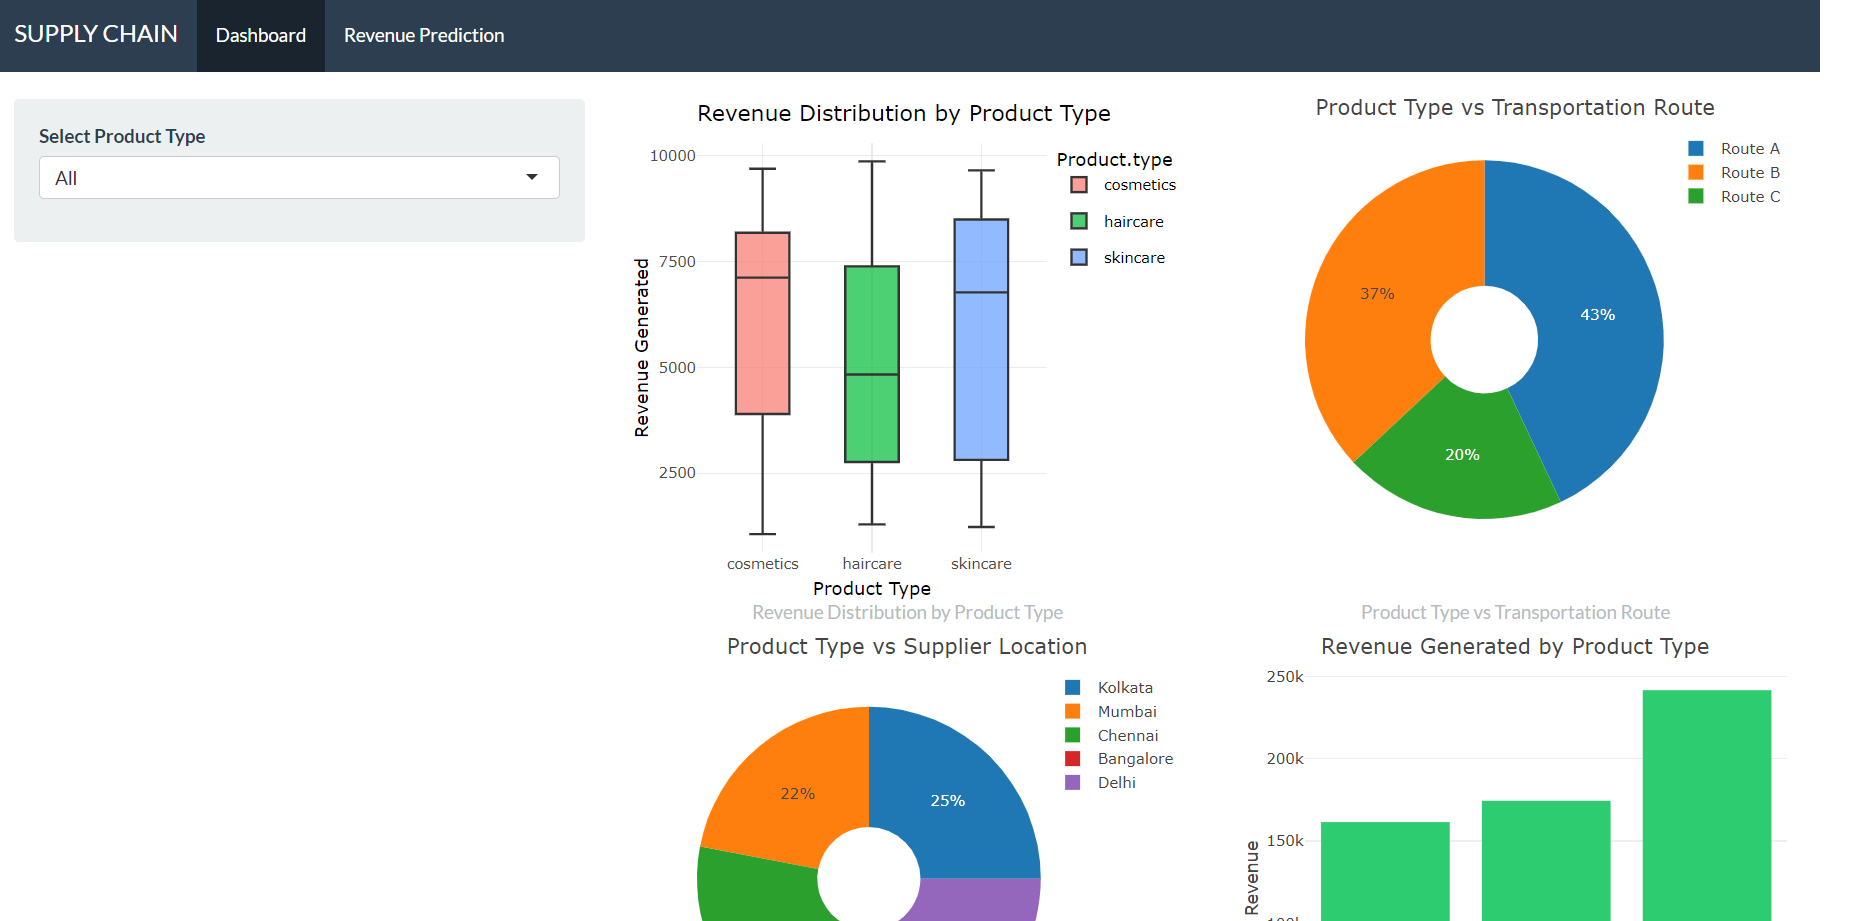 SUPPLY CHAIN
Dashboard
Revenue Prediction
Select Product Type
All
Revenue Distribution by Product Type
10000
7500
5000
2500
Revenue Generated
cosmetics
haircare
skincare
Product Type
Product.type
cosmetics
haircare
skincare
Revenue Distribution by Product Type
Product Type vs Transportation Route
Route A
Route B
Route C
37%
43%
20%
Product Type vs Transportation Route
Product Type vs Supplier Location
Kolkata
Mumbai
Chennai
Bangalore
Delhi
22%
25%
Revenue Generated by Product Type
250k
200k
150k
100k
Revenue